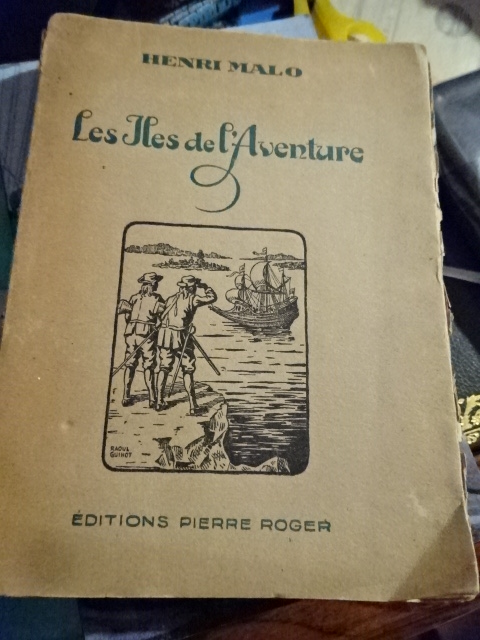 HENRI MALO
Les Iles de l'Aventure
RAOUL
GUINOT
ÉDITIONS PIERRE ROGER